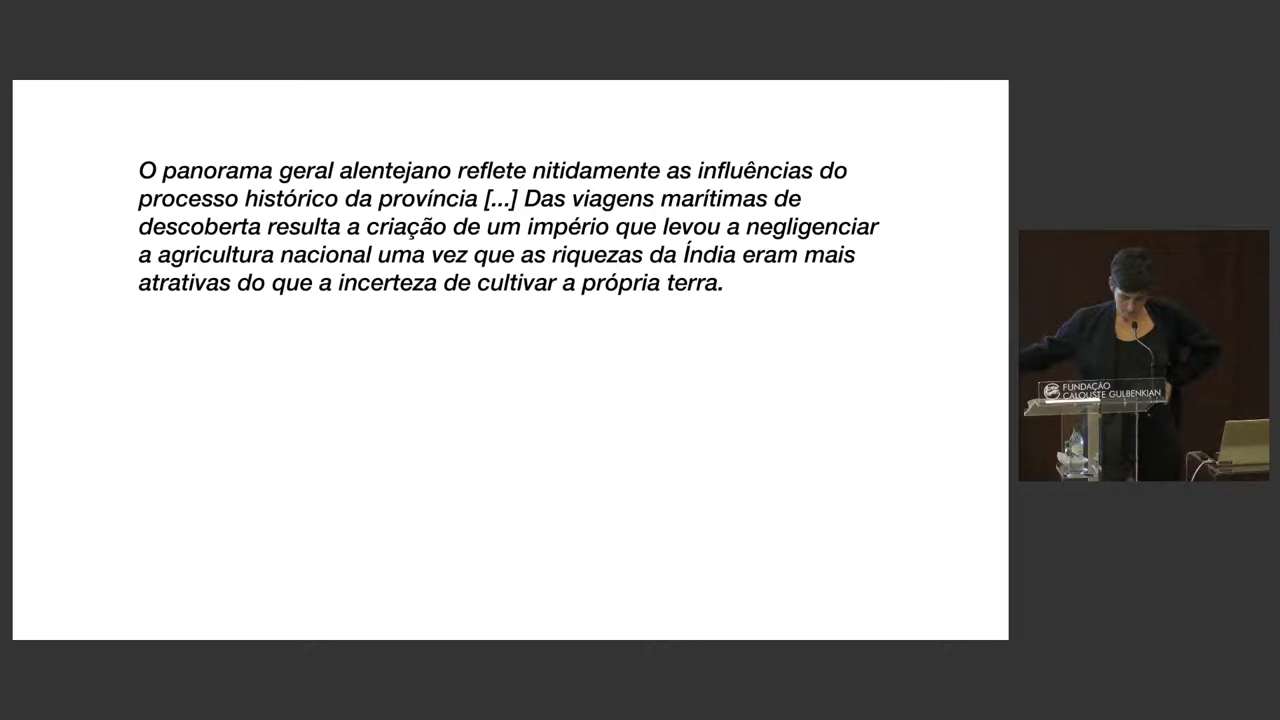 O panorama geral alentejano reflete nitidamente as influências do
processo histórico da província [...] Das viagens marítimas de
descoberta resulta a criação de um império que levou a negligenciar
a agricultura nacional uma vez que as riquezas da Índia eram mais
atrativas do que a incerteza de cultivar a própria terra.
FUNDAÇÃO
CALOUSTE GULBENKIAN